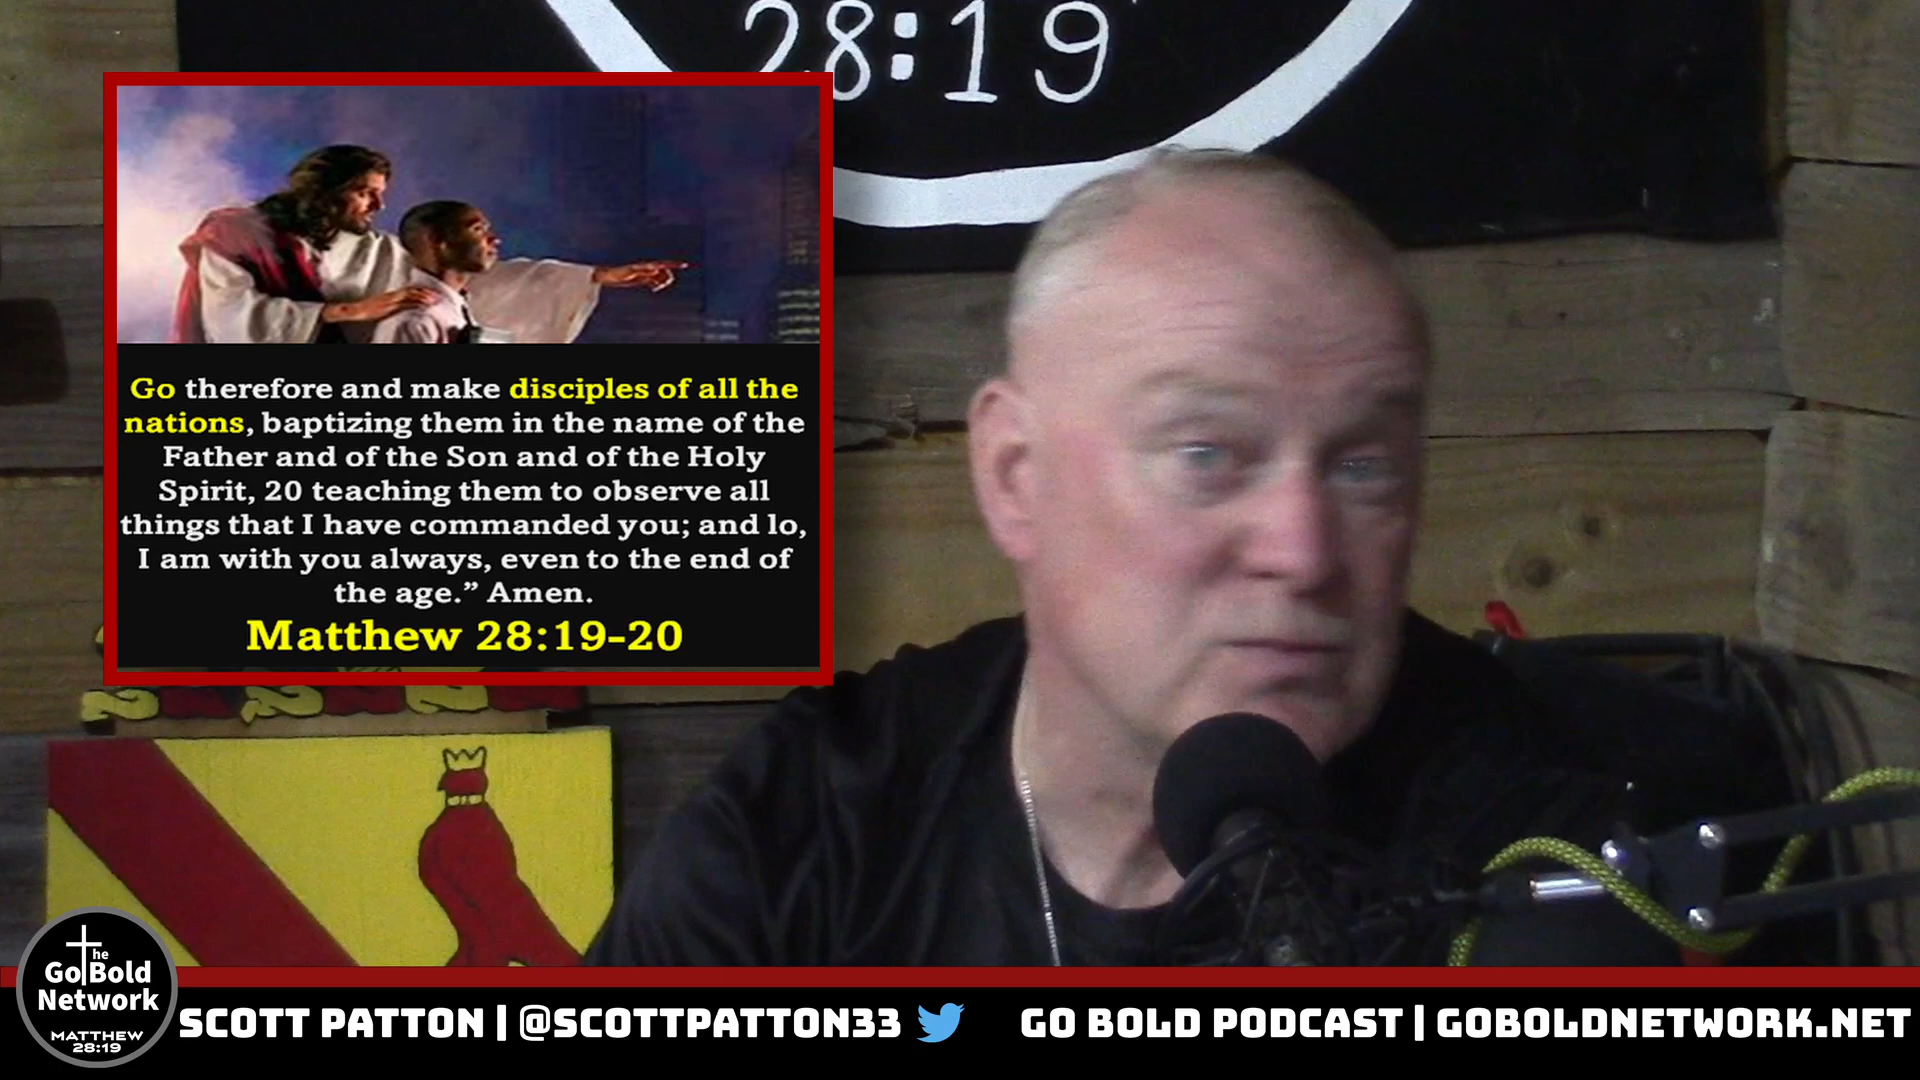 28:19
Go therefore and make disciples of all the
nations, baptizing them in the name of the
Father and of the Son and of the Holy
Spirit, 20 teaching them to observe all
things that I have commanded you; and lo,
I am with you always, even to the end of
the age.” Amen.
Matthew 28:19-20
the
Go Bold
Network
MATTHEW
28:19
SCOTT PATTON | @SCOTTPATTON33
GO BOLD PODCAST | GOBOLDNETWORK.NET